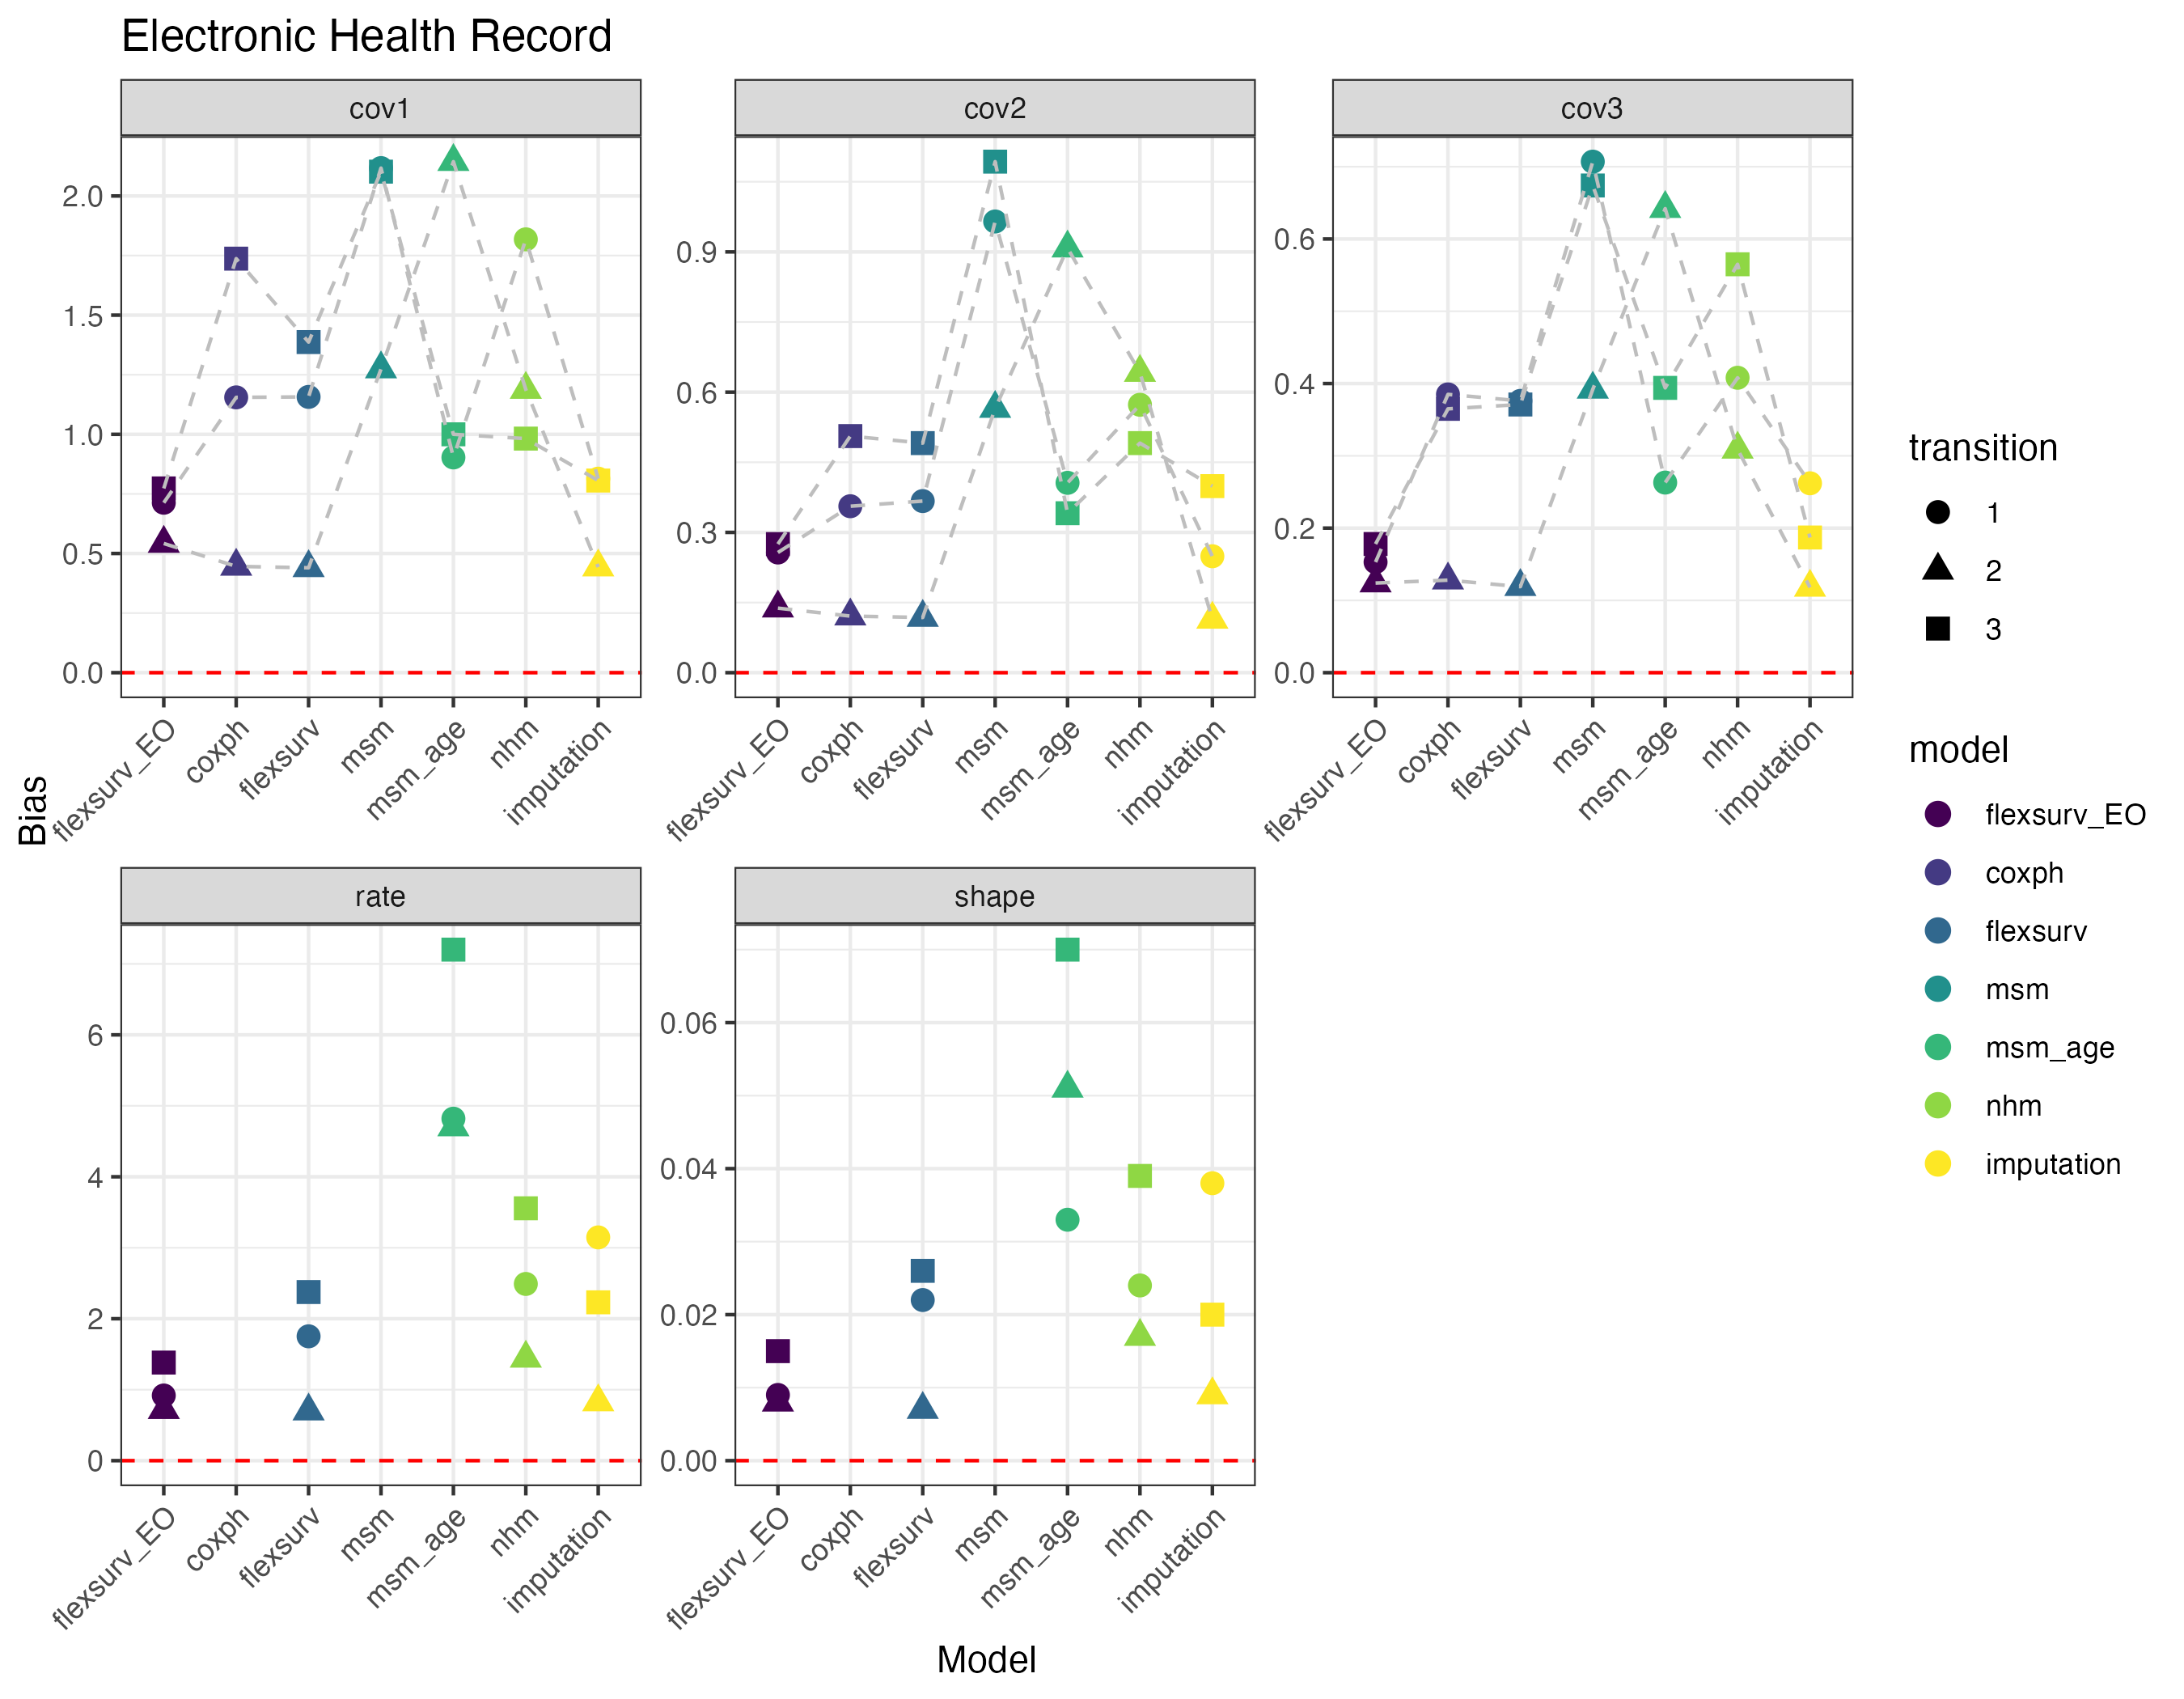 Electronic Health Record
cov1
cov2
cov3
2.0
1.5
1.0
0.5
0.0
0.9
0.6
0.3
0.0
0.6
0.4
0.2
0.0
flexsurv_EO
coxph
flexsurv
msm
msm_age
nhm
imputation
flexsurv_EO
coxph
flexsurv
msm
msm_age
nhm
imputation
flexsurv_EO
coxph
flexsurv
msm
msm_age
nhm
imputation
Bias
rate
shape
6
4
2
0
0.06
0.04
0.02
0.00
flexsurv_EO
coxph
flexsurv
msm
msm_age
nhm
imputation
flexsurv_EO
coxph
flexsurv
msm
msm_age
nhm
imputation
Model
transition
1
2
3
model
flexsurv_EO
coxph
flexsurv
msm
msm_age
nhm
imputation